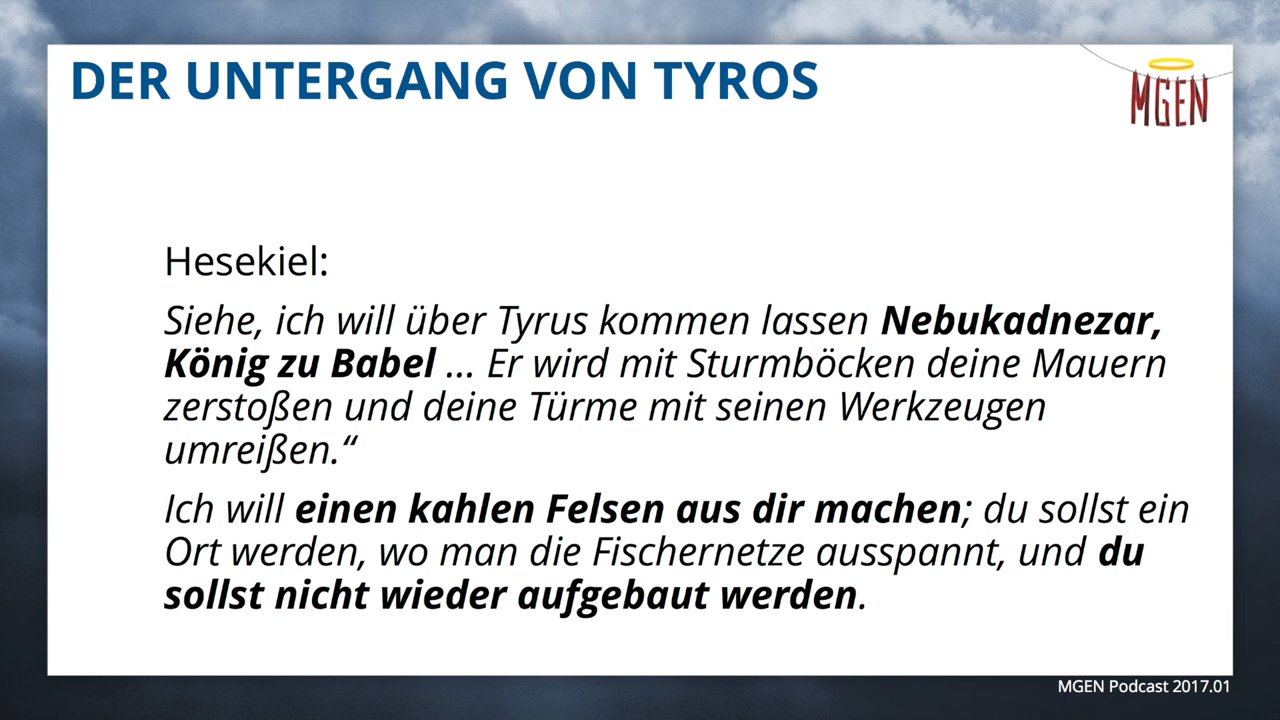 DER UNTERGANG VON TYROS
MGEN
Hesekiel:
Siehe, ich will über Tyrus kommen lassen Nebukadnezar,
König zu Babel ... Er wird mit Sturmböcken deine Mauern
zerstoßen und deine Türme mit seinen Werkzeugen
umreißen.“
Ich will einen kahlen Felsen aus dir machen; du sollst ein
Ort werden, wo man die Fischernetze ausspannt, und du
sollst nicht wieder aufgebaut werden.
MGEN Podcast 2017.01